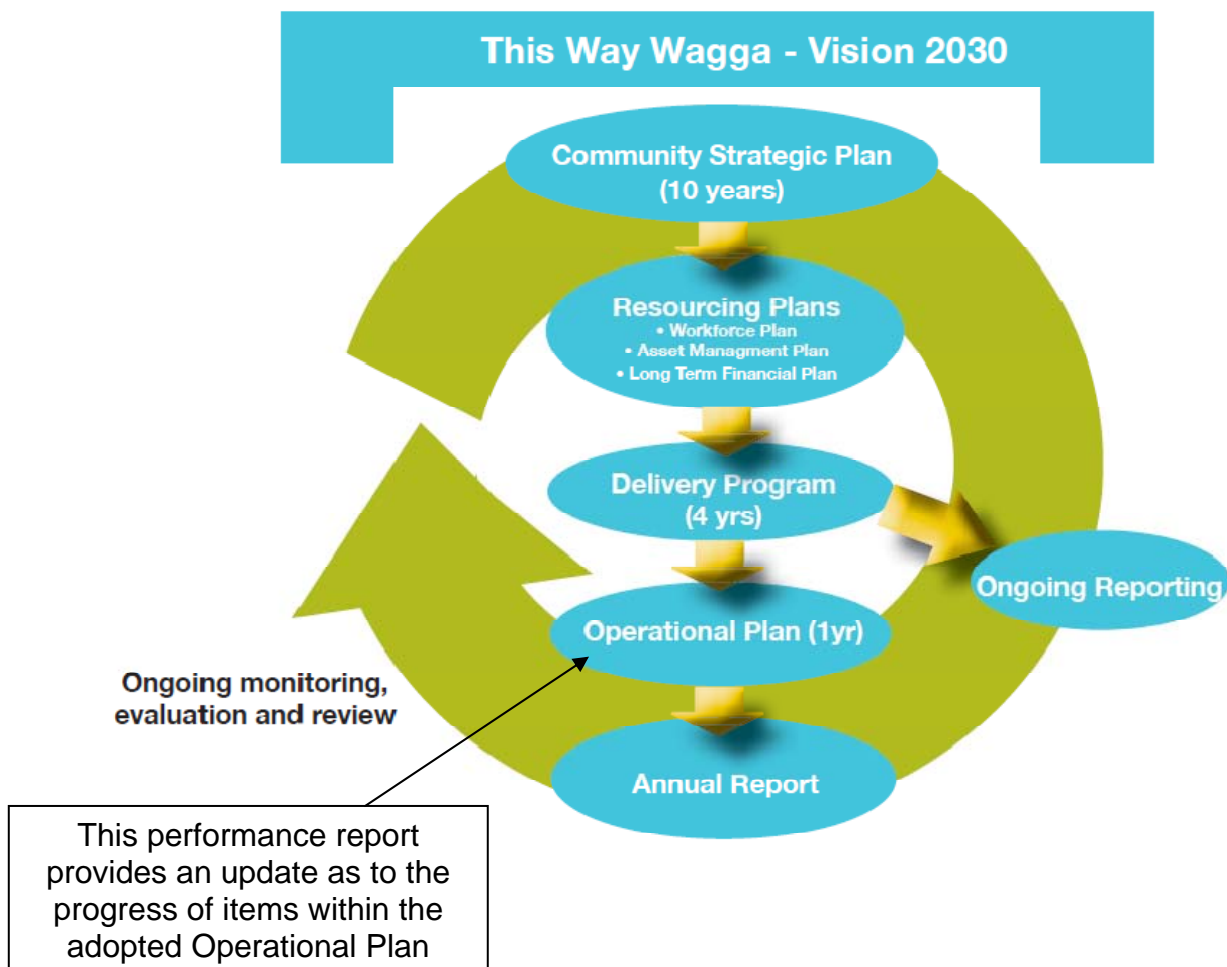 This Way Wagga - Vision 2030
Community Strategic Plan
(10 years)
Resourcing Plans
• Workforce Plan
• Asset Managment Plan
• Long Term Financial Plan
Delivery Program
(4 yrs)
Ongoing Reporting
Operational Plan (1yr)
Ongoing monitoring,
evaluation and review
Annual Report
This performance report
provides an update as to the
progress of items within the
adopted Operational Plan